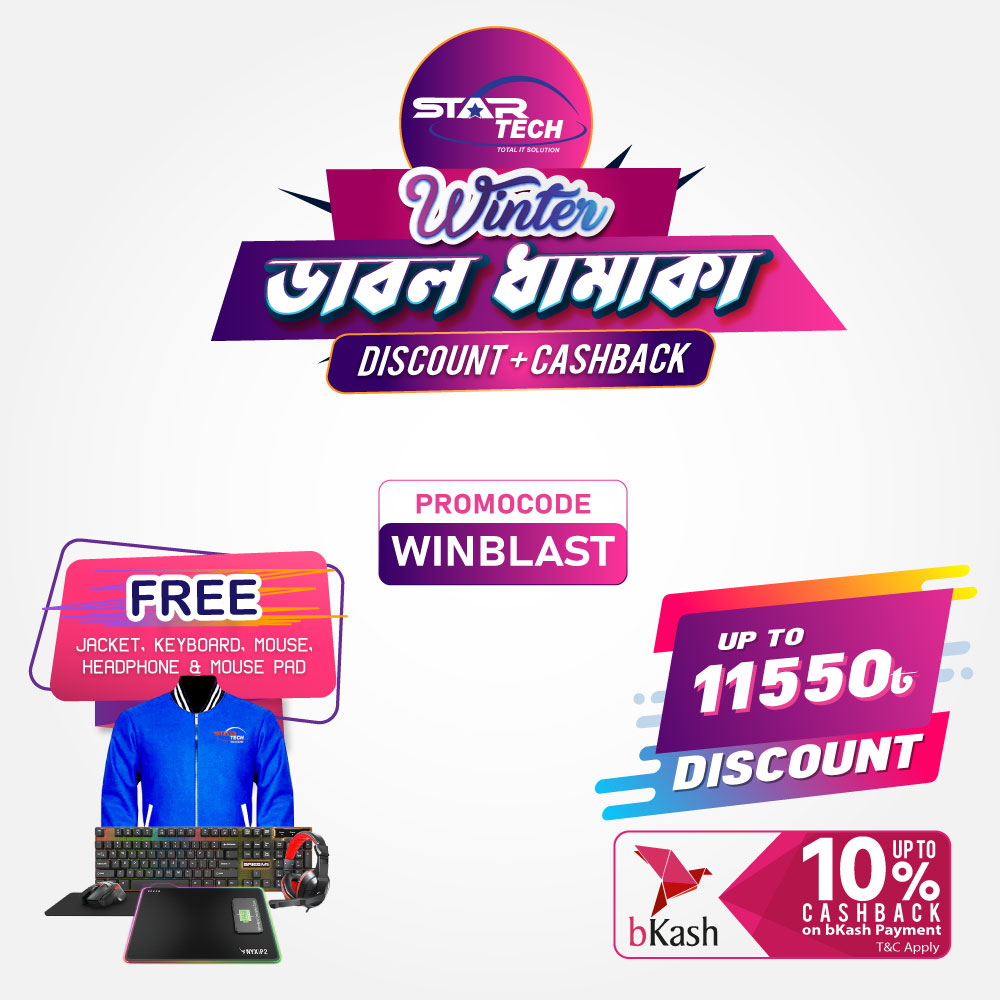 STAR
TECH
TOTAL IT SOLUTION
Winter
ডাবল ধামাকা
DISCOUNT + CASHBACK
PROMOCODE
WINBLAST
FREE
JACKET, KEYBOARD, MOUSE,
HEADPHONE & MOUSE PAD
TECH
UP TO
11550৳
DISCOUNT
bKash
10% UP TO
CASHBACK
on bKash Payment
T&C Apply